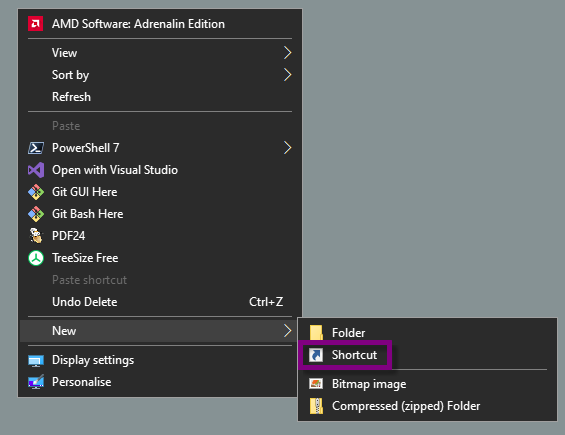 AMD Software: Adrenalin Edition
View
Sort by
Refresh
Paste
PowerShell 7
Open with Visual Studio
Git GUI Here
Git Bash Here
PDF24
TreeSize Free
Paste shortcut
Undo Delete Ctrl+Z
New
Display settings
Personalise
Folder
Shortcut
Bitmap image
Compressed (zipped) Folder